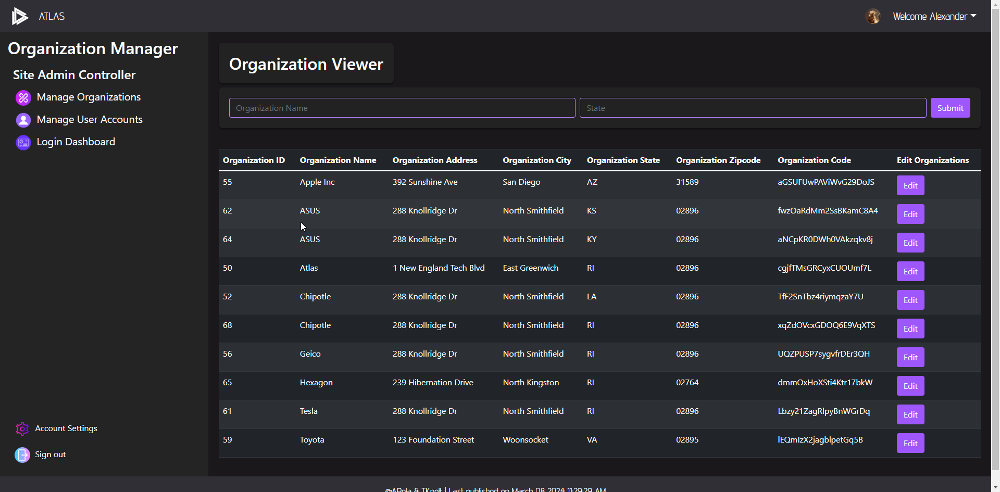 ATLAS
Welcome Alexander
Organization Manager
Site Admin Controller
Manage Organizations
Manage User Accounts
Login Dashboard
Account Settings
Sign out
Organization Viewer
Organization Name State Submit
Organization ID Organization Name Organization Address Organization City Organization State Organization Zipcode Organization Code Edit Organizations
55 Apple Inc 392 Sunshine Ave San Diego AZ 31589 aGSUFUwPAViWvG29DoJS Edit
62 ASUS 288 Knollridge Dr North Smithfield KS 02896 fwzOaRdMm2SsBKamC8A4 Edit
64 ASUS 288 Knollridge Dr North Smithfield KY 02896 aNCpKR0DWh0VAkzqkv8j Edit
50 Atlas 1 New England Tech Blvd East Greenwich RI 02896 cgjfTMsGRCyxCUOUmf7L Edit
52 Chipotle 288 Knollridge Dr North Smithfield LA 02896 TfF2SnTbz4riymqzaY7U Edit
68 Chipotle 288 Knollridge Dr North Smithfield RI 02896 xqZdOVcxGDOQ6E9VqXTS Edit
56 Geico 288 Knollridge Dr North Smithfield RI 02896 UQZPUSP7sygvfrDEr3QH Edit
65 Hexagon 239 Hibernation Drive North Kingston RI 02764 dmmOxHoXSti4Ktr17bkW Edit
61 Tesla 288 Knollridge Dr North Smithfield RI 02896 Lbzy21ZagRlpyBnWGrDq Edit
59 Toyota 123 Foundation Street Woonsocket VA 02895 lEQmIzX2jagblpetGq5B Edit
& | Last published on March 08 2024 11:29:29 AM